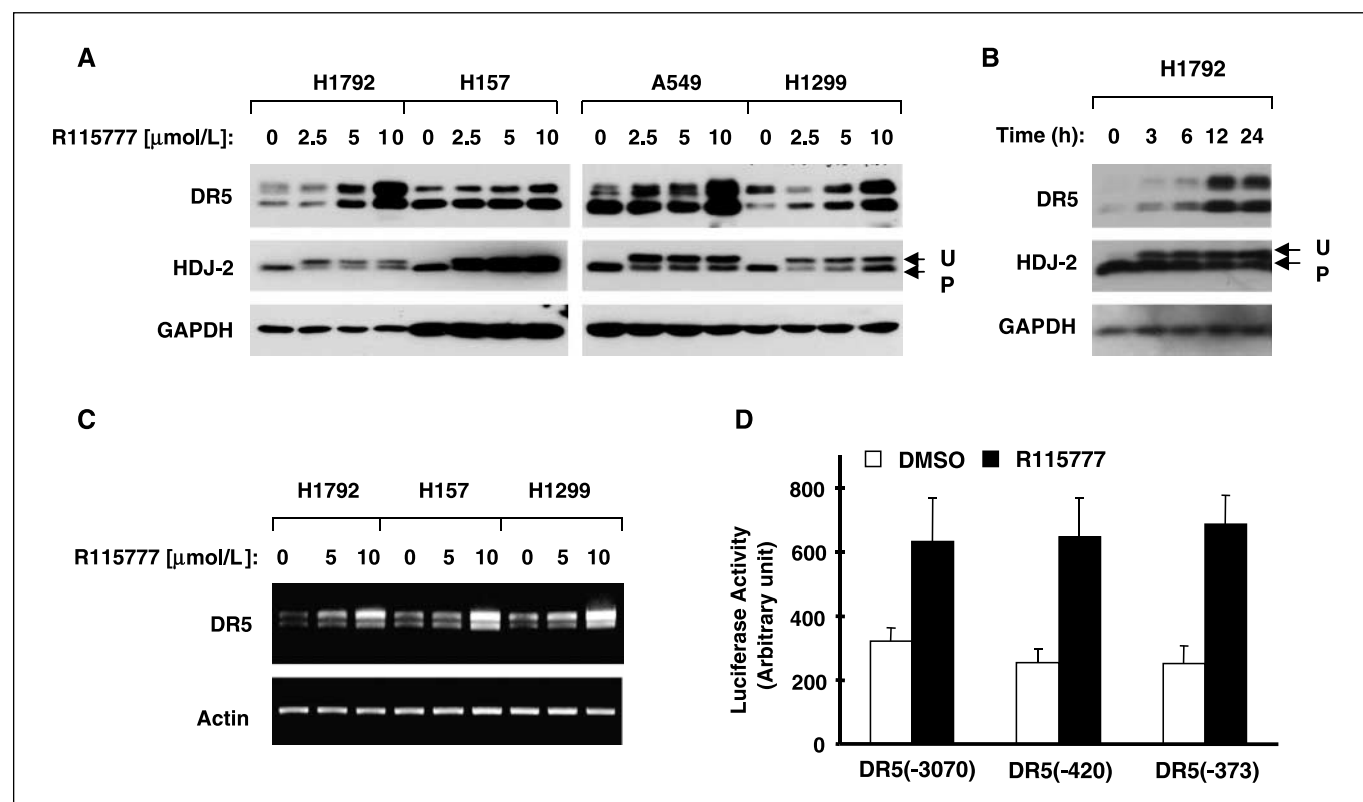 A
H1792 H157 A549 H1299
R115777 [μmol/L]: 0 2.5 5 10 0 2.5 5 10 0 2.5 5 10 0 2.5 5 10
DR5
HDJ-2
U
P
GAPDH
B
H1792
Time (h): 0 3 6 12 24
DR5
HDJ-2
U
P
GAPDH
C
H1792 H157 H1299
R115777 [μmol/L]: 0 5 10 0 5 10 0 5 10
DR5
Actin
D
DMSO R115777
Luciferase Activity
(Arbitrary unit)
800
600
400
200
0
DR5(-3070) DR5(-420) DR5(-373)